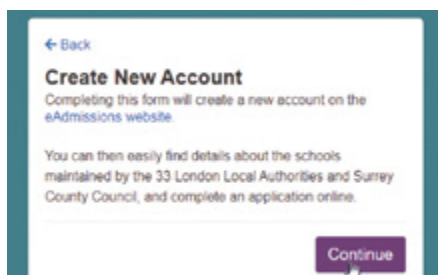 ← Back
Create New Account
Completing this form will create a new account on the
eAdmissions website.
You can then easily find details about the schools
maintained by the 33 London Local Authorities and Surrey
County Council, and complete an application online.
Continue